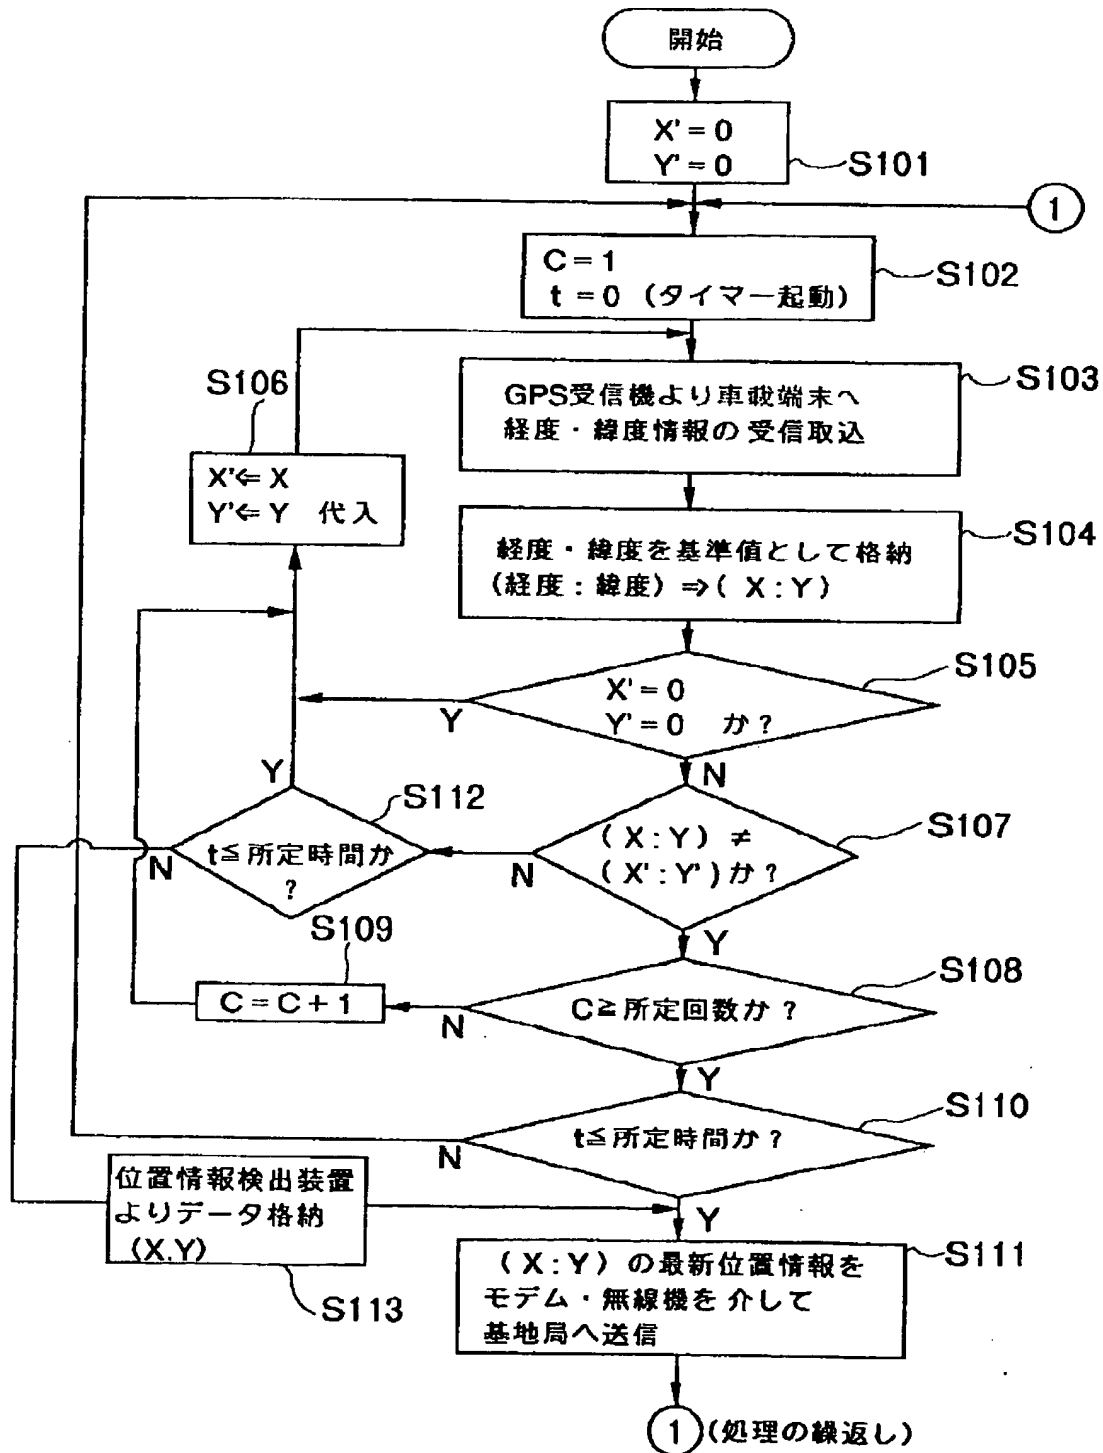 開始
X' = 0
Y' = 0
S101
1
C = 1
t = 0 (タイマー起動)
S102
S106
X'⇐ X
Y'⇐ Y 代入
GPS受信機より車載端末へ
経度・緯度情報の受信取込
S103
経度・緯度を基準値として格納
(経度:緯度) ⇒( X:Y)
S104
X' = 0
Y' = 0 か?
S105
Y
N
Y
S112
t≦所定時間か
?
N
(X:Y) ≠
(X':Y')か?
S107
N
Y
S109
C = C + 1
C≧所定回数か?
S108
N
Y
t≦所定時間か?
S110
N
Y
位置情報検出装置
よりデータ格納
(X,Y)
S113
(X:Y)の最新位置情報を
モデム・無線機を介して
基地局へ送信
S111
1 (処理の繰返し)